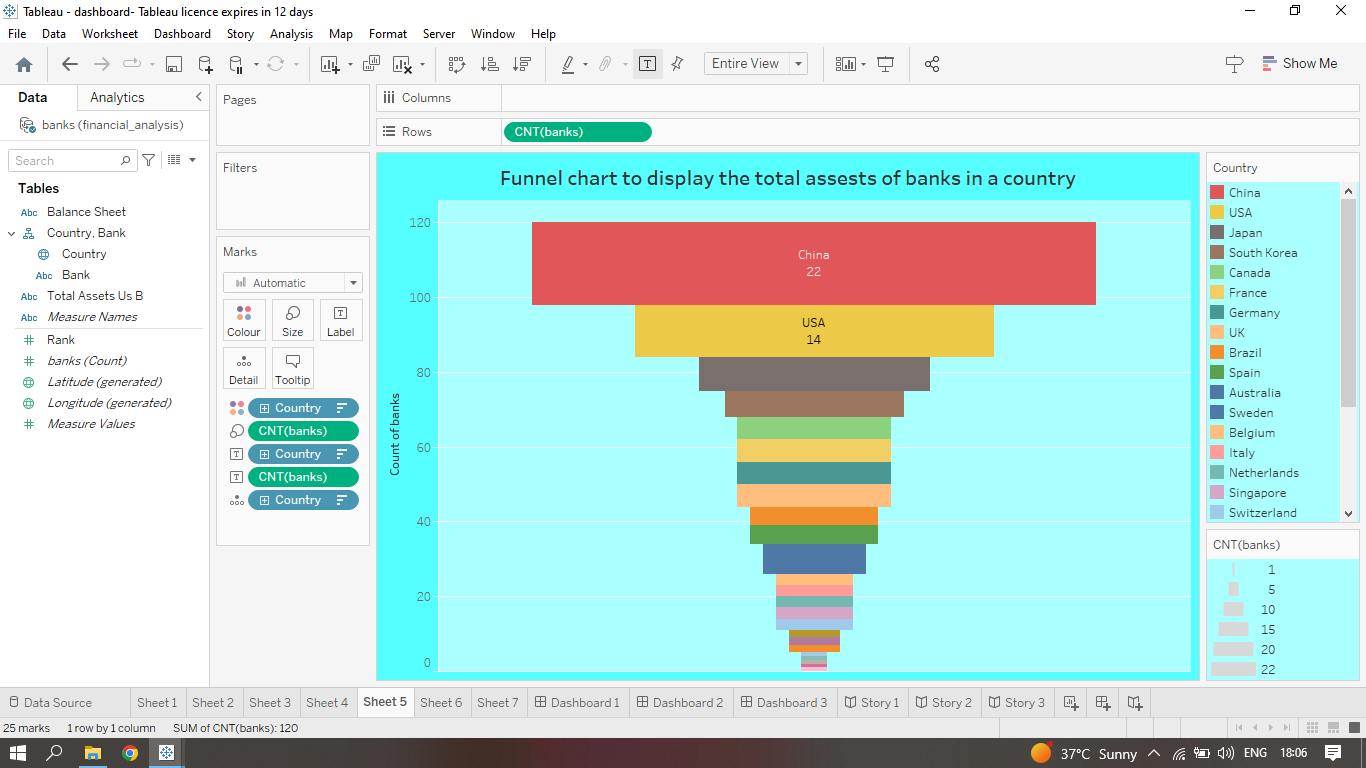 Tableau - dashboard- Tableau licence expires in 12 days
File Data Worksheet Dashboard Story Analysis Map Format Server Window Help
Entire View
Show Me
Data Analytics
banks (financial_analysis)
Search
Tables
Abc Balance Sheet
Country, Bank
Country
Abc Bank
Abc Total Assets Us B
Abc Measure Names
Rank
banks (Count)
Latitude (generated)
Longitude (generated)
Measure Values
Pages
Filters
Marks
Automatic
Colour Size Label
Detail Tooltip
Country
CNT(banks)
Country
CNT(banks)
Country
Columns
Rows CNT(banks)
Funnel chart to display the total assests of banks in a country
Count of banks
120
100
80
60
40
20
0
China
22
USA
14
Country
China
USA
Japan
South Korea
Canada
France
Germany
UK
Brazil
Spain
Australia
Sweden
Belgium
Italy
Netherlands
Singapore
Switzerland
CNT(banks)
1
5
10
15
20
22
Data Source Sheet 1 Sheet 2 Sheet 3 Sheet 4 Sheet 5 Sheet 6 Sheet 7 Dashboard 1 Dashboard 2 Dashboard 3 Story 1 Story 2 Story 3
25 marks 1 row by 1 column SUM of CNT(banks): 120
37°C Sunny ENG 18:06